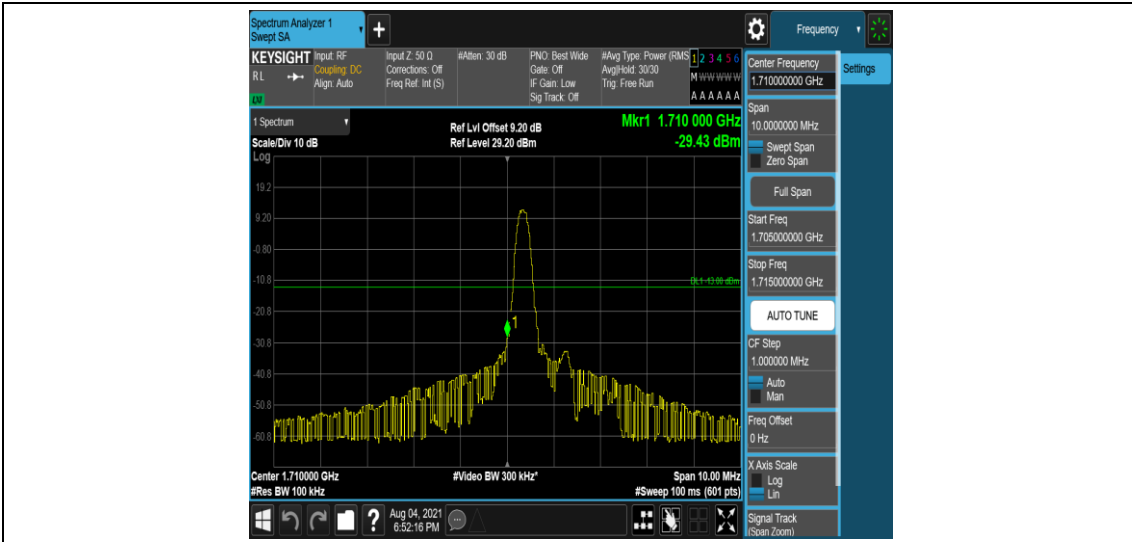 Spectrum Analyzer 1
Swept SA
Frequency
KEYSIGHT
RL
LXI
Input: RF
Coupling: DC
Align: Auto
Input Z: 50 Ω
Corrections: Off
Freq Ref: Int (S)
#Atten: 30 dB
PNO: Best Wide
Gate: Off
IF Gain: Low
Sig Track: Off
#Avg Type: Power (RMS
Avg|Hold: 30/30
Trig: Free Run
1 2 3 4 5 6
M W W W W W
A A A A A A
1 Spectrum
Scale/Div 10 dB
Log
Ref Lvl Offset 9.20 dB
Ref Level 29.20 dBm
Mkr1 1.710 000 GHz
-29.43 dBm
19.2
9.20
-0.80
-10.8
-20.8
-30.8
-40.8
-50.8
-60.8
DL1 -13.00 dBm
1
Center 1.71000 GHz
#Res BW 100 kHz
#Video BW 300 kHz*
Span 10.00 MHz
#Sweep 100 ms (601 pts)
Aug 04, 2021
6:52:16 PM
?
Center Frequency
1.710000000 GHz
Settings
Span
10.0000000 MHz
Swept Span
Zero Span
Full Span
Start Freq
1.705000000 GHz
Stop Freq
1.715000000 GHz
AUTO TUNE
CF Step
1.000000 MHz
Auto
Man
Freq Offset
0 Hz
X Axis Scale
Log
Lin
Signal Track
(Span Zoom)